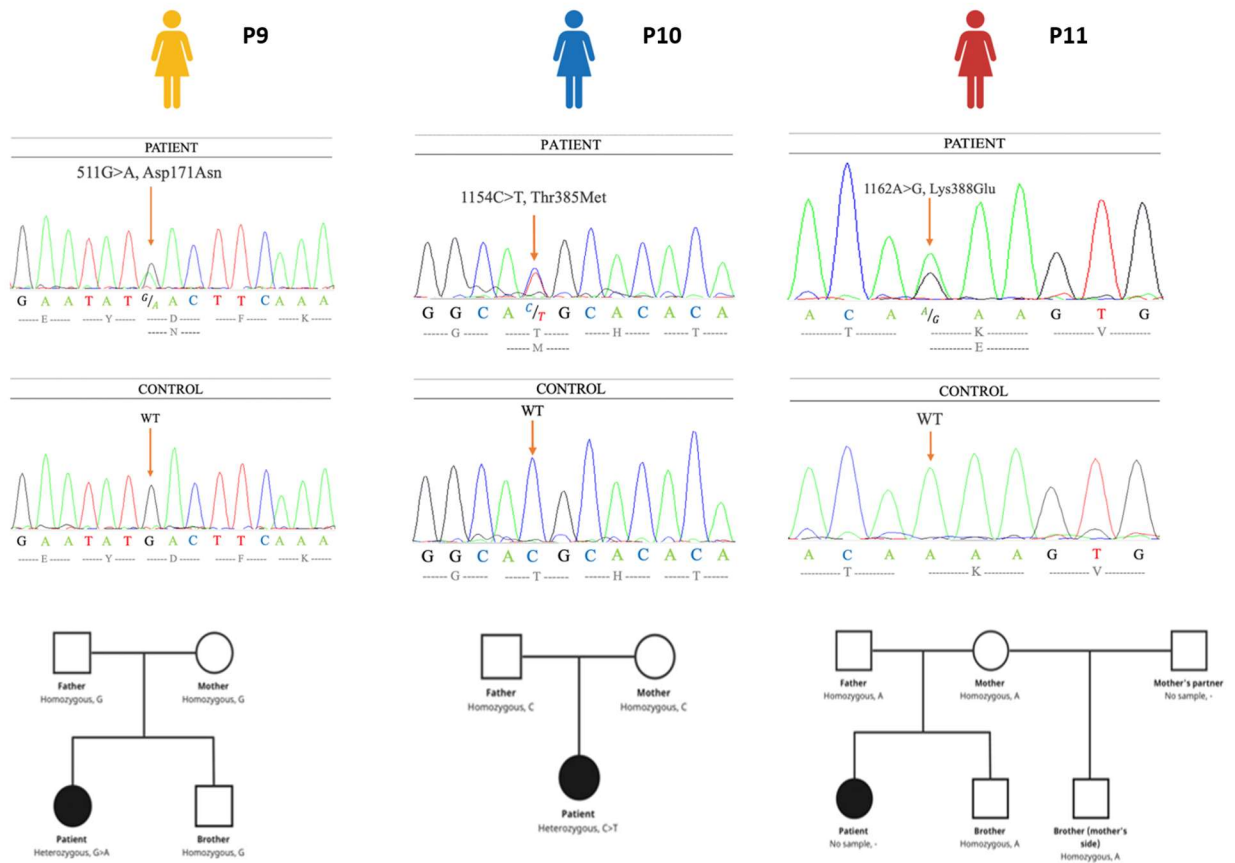 P9
P10
P11
PATIENT
511G>A, Asp171Asn
G A A T A T G/A A C T T C A A A
------ E ------ ------ Y ------ ------ D ------ ------ F ------ ------ K ------
------ N ------
PATIENT
1154C>T, Thr385Met
G G C A C/T G C A C A C A
------ G ------ ------ T ------ ------ H ------ ------ T ------
------ M ------
PATIENT
1162A>G, Lys388Glu
A C A A/G A A G T G
------------ T ------------ ------------ K ------------ ------------ V ------------
------------ E ------------
CONTROL
WT
G A A T A T G A C T T C A A A
------ E ------ ------ Y ------ ------ D ------ ------ F ------ ------ K ------
CONTROL
WT
G G C A C G C A C A C A
------ G ------ ------ T ------ ------ H ------ ------ T ------
CONTROL
WT
A C A A A A G T G
------------ T ------------ ------------ K ------------ ------------ V ------------
Father
Homozygous, G
Mother
Homozygous, G
Patient
Heterozygous, G>A
Brother
Homozygous, G
Father
Homozygous, C
Mother
Homozygous, C
Patient
Heterozygous, C>T
Father
Homozygous, A
Mother
Homozygous, A
Mother's partner
No sample, -
Patient
No sample, -
Brother
Homozygous, A
Brother (mother's
side)
Homozygous, A